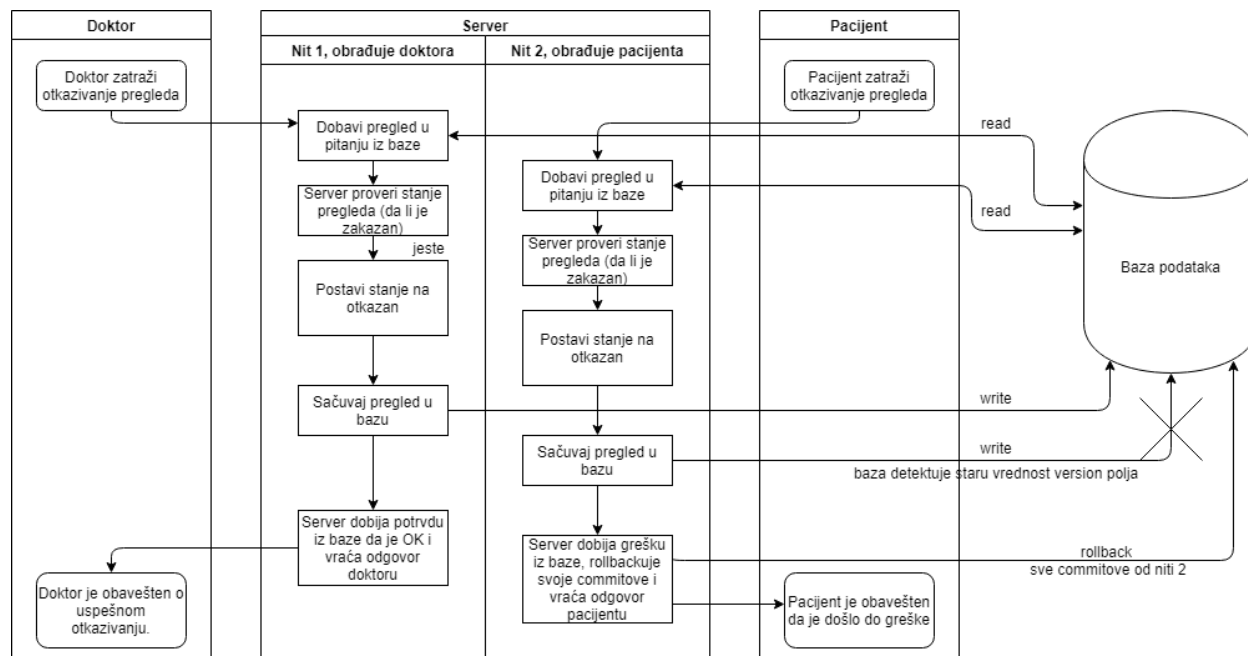 Doktor
Server
Pacijent
Nit 1, obrađuje doktora
Nit 2, obrađuje pacijenta
Doktor zatraži
otkazivanje pregleda
Pacijent zatraži
otkazivanje pregleda
Dobavi pregled u
pitanju iz baze
read
Dobavi pregled u
pitanju iz baze
read
Server proveri stanje
pregleda (da li je
zakazan)
jeste
Server proveri stanje
pregleda (da li je
zakazan)
Baza podataka
Postavi stanje na
otkazan
Postavi stanje na
otkazan
Sačuvaj pregled u
bazu
write
Sačuvaj pregled u
bazu
write
baza detektuje staru vrednost version polja
Server dobija potrvdu
iz baze da je OK i
vraća odgovor
doktoru
Server dobija grešku
iz baze, rollbackuje
svoje commitove i
vraća odgovor
pacijentu
rollback
sve commitove od niti 2
Doktor je obavešten o
uspešnom
otkazivanju.
Pacijent je obavešten
da je došlo do greške